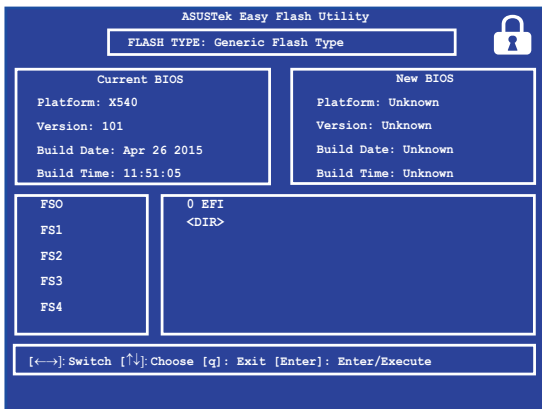 ASUSTek Easy Flash Utility
FLASH TYPE: Generic Flash Type
Current BIOS
Platform: X540
Version: 101
Build Date: Apr 26 2015
Build Time: 11:51:05
New BIOS
Platform: Unknown
Version: Unknown
Build Date: Unknown
Build Time: Unknown
FSO
FS1
FS2
FS3
FS4
0 EFI
<DIR>
[←→]: Switch [↑↓]: Choose [q]: Exit [Enter]: Enter/Execute